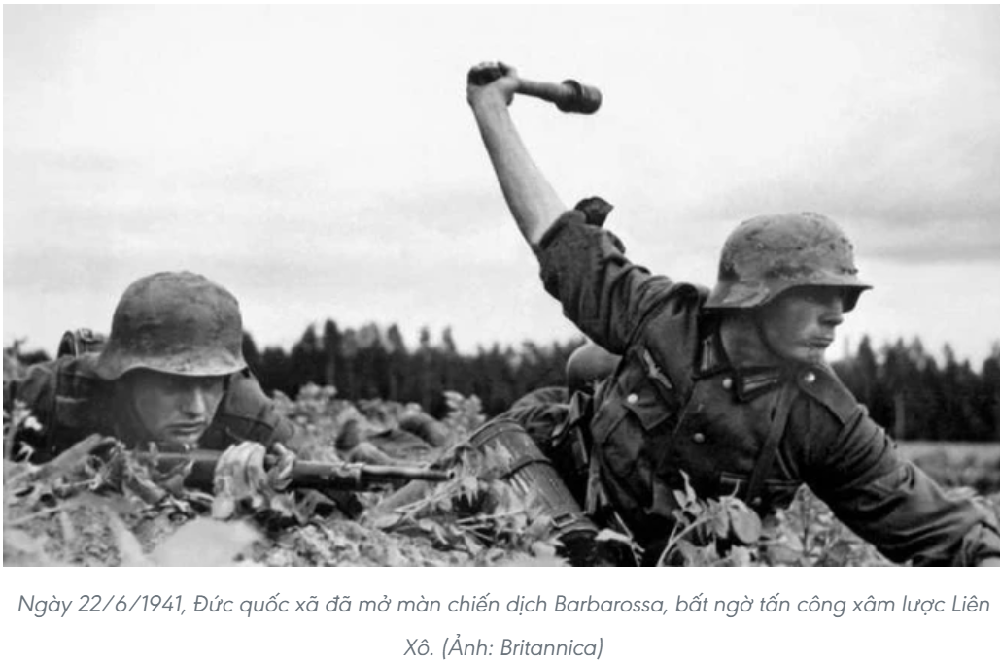 Ngày 22/6/1941, Đức quốc xã đã mở màn chiến dịch Barbarossa, bất ngờ tấn công xâm lược Liên
Xô. (Ảnh: Britannica)